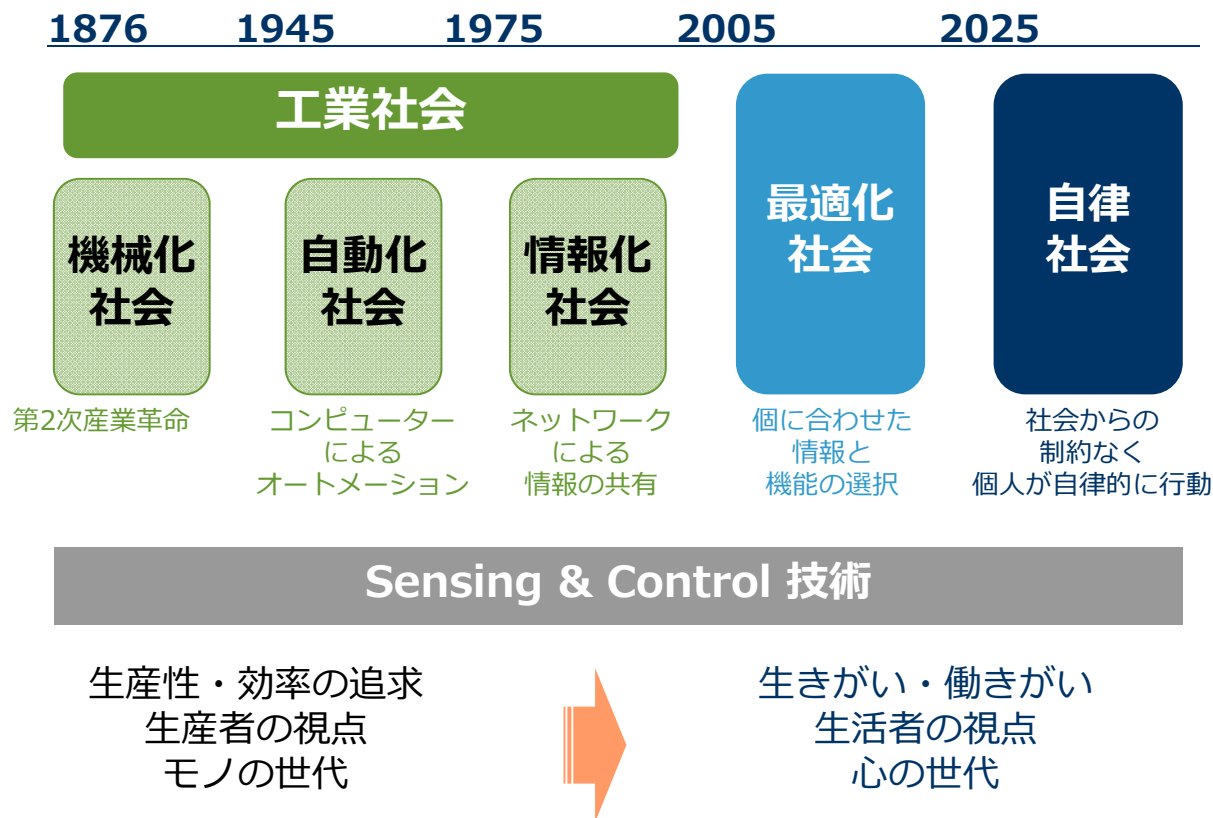 1876 1945 1975 2005 2025
工業社会
機械化
社会
自動化
社会
情報化
社会
最適化
社会
自律
社会
第2次産業革命
コンピューター
による
オートメーション
ネットワーク
による
情報の共有
個に合わせた
情報と
機能の選択
社会からの
制約なく
個人が自律的に行動
Sensing & Control 技術
生産性・効率の追求
生産者の視点
モノの世代
生きがい・働きがい
生活者の視点
心の世代